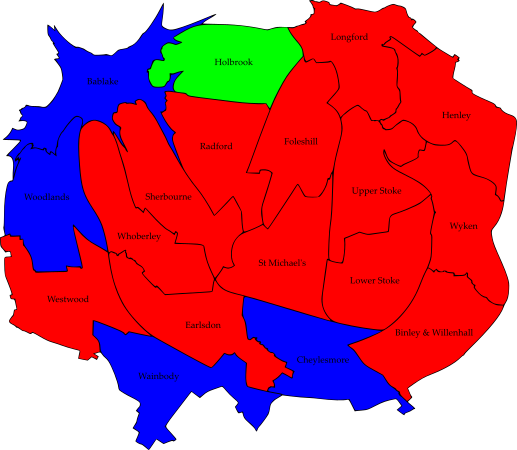 Longford
Holbrook
Bablake
Henley
Foleshill
Radford
Upper Stoke
Woodlands
Sherbourne
Wyken
Whoberley
St Michael's
Lower Stoke
Westwood
Earlsdon
Binley & Willenhall
Cheylesmore
Wainbody